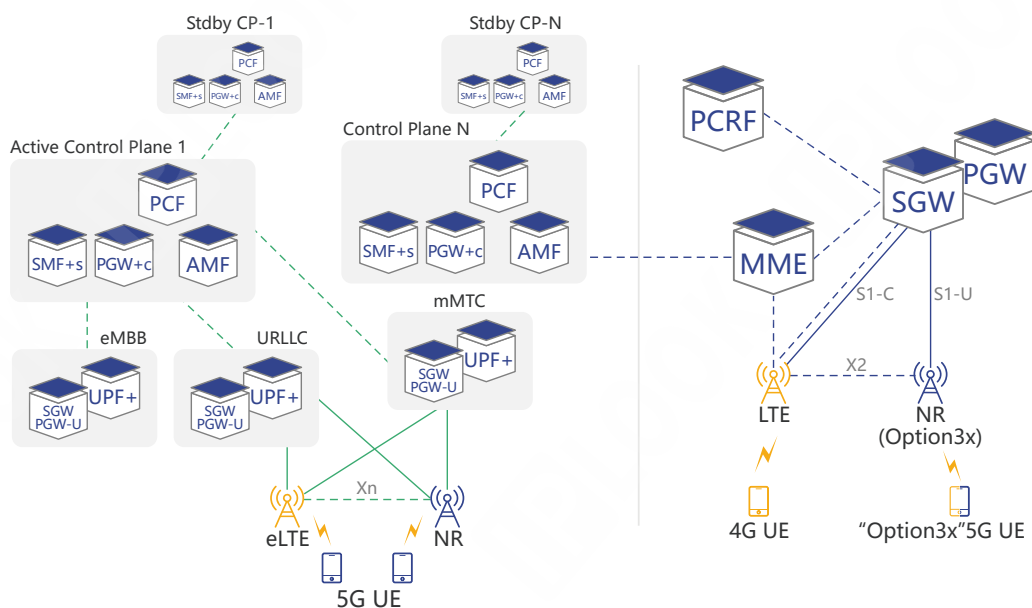 Stdby CP-1
PCF
SMF+s
PGW+c
AMF
Stdby CP-N
PCF
SMF+s
PGW+c
AMF
Active Control Plane 1
PCF
SMF+s
PGW+c
AMF
Control Plane N
PCF
SMF+s
PGW+c
AMF
eMBB
SGW
PGW-U
UPF+
URLLC
SGW
PGW-U
UPF+
mMTC
SGW
PGW-U
UPF+
Xn
eLTE
NR
5G UE
PCRF
PGW
SGW
MME
S1-C
S1-U
X2
LTE
NR
(Option3x)
4G UE
“Option3x”5G UE